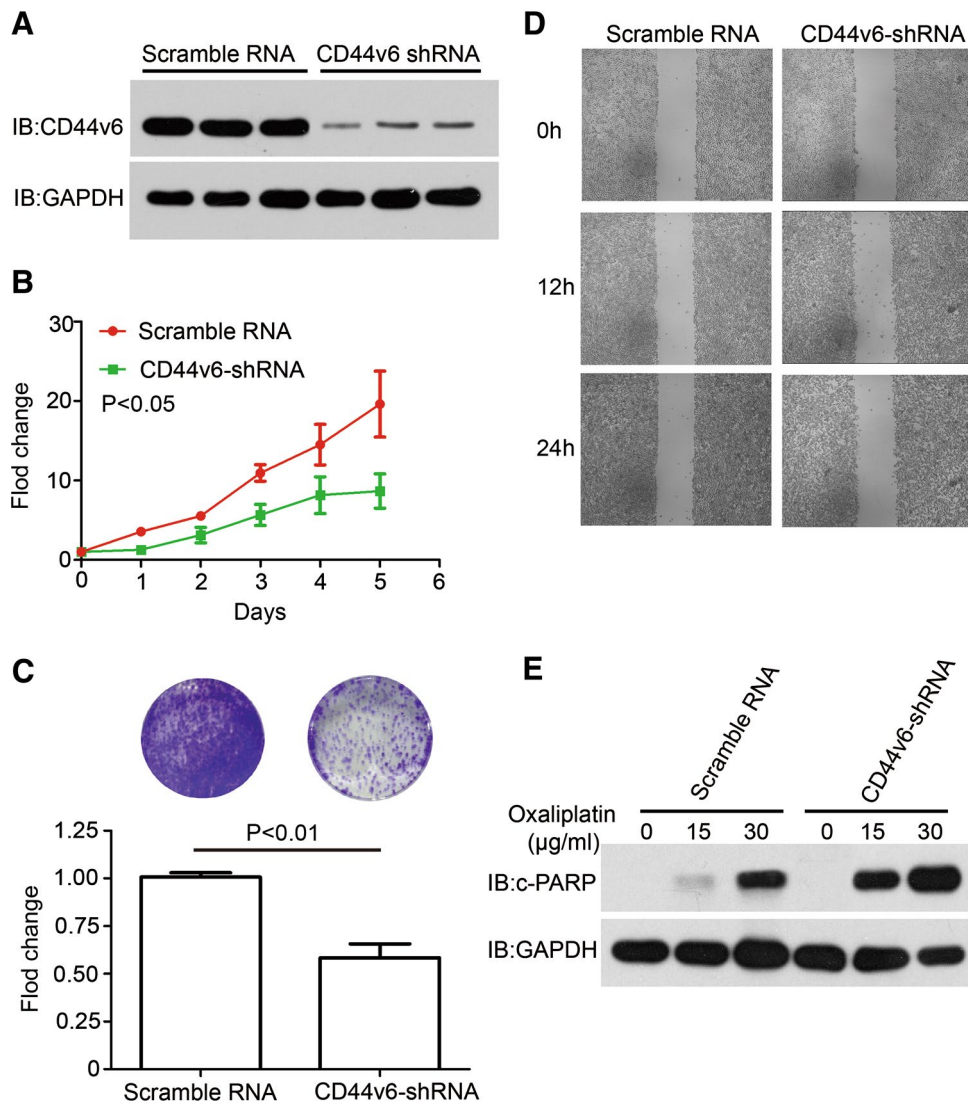 A
Scramble RNA CD44v6 shRNA
IB:CD44v6
IB:GAPDH
B
30
20
10
0
Flod change
Scramble RNA
CD44v6-shRNA
P<0.05
0 1 2 3 4 5 6
Days
C
P<0.01
1.25
1.00
0.75
0.50
0.25
0
Flod change
Scramble RNA CD44v6-shRNA
D
Scramble RNA CD44v6-shRNA
0h
12h
24h
E
Scramble RNA
CD44v6-shRNA
Oxaliplatin
(µg/ml)
0 15 30 0 15 30
IB:c-PARP
IB:GAPDH